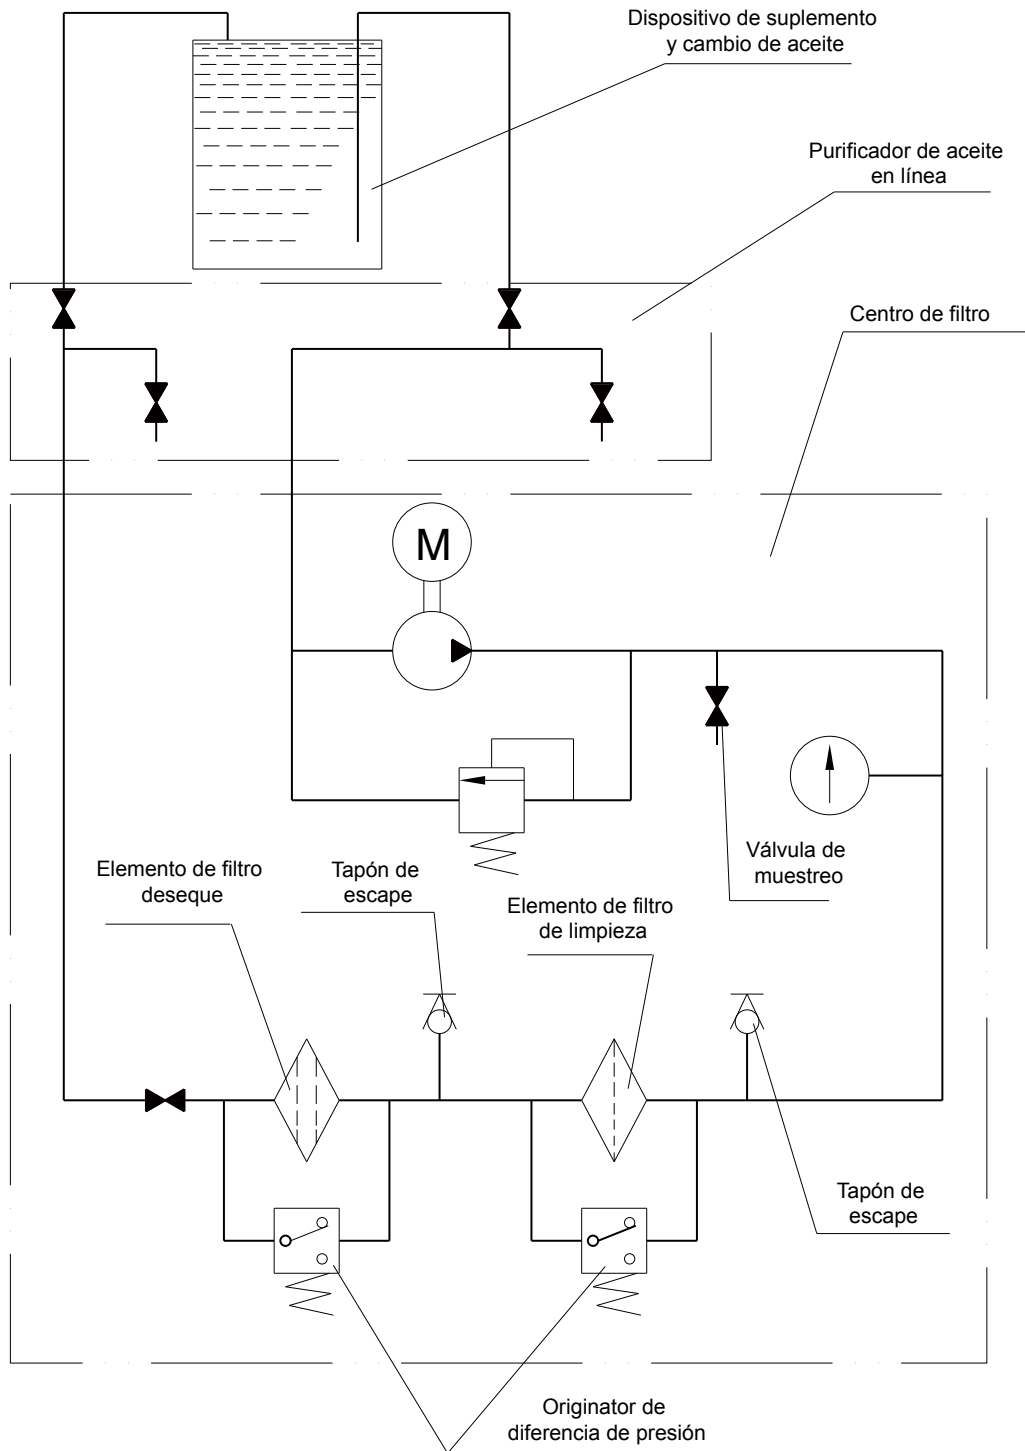 Dispositivo de suplemento
y cambio de aceite
Purificador de aceite
en línea
Centro de filtro
M
Válvula de
muestreo
Elemento de filtro
deseque
Tapón de
escape
Elemento de filtro
de limpieza
Tapón de
escape
Originator de
diferencia de presión